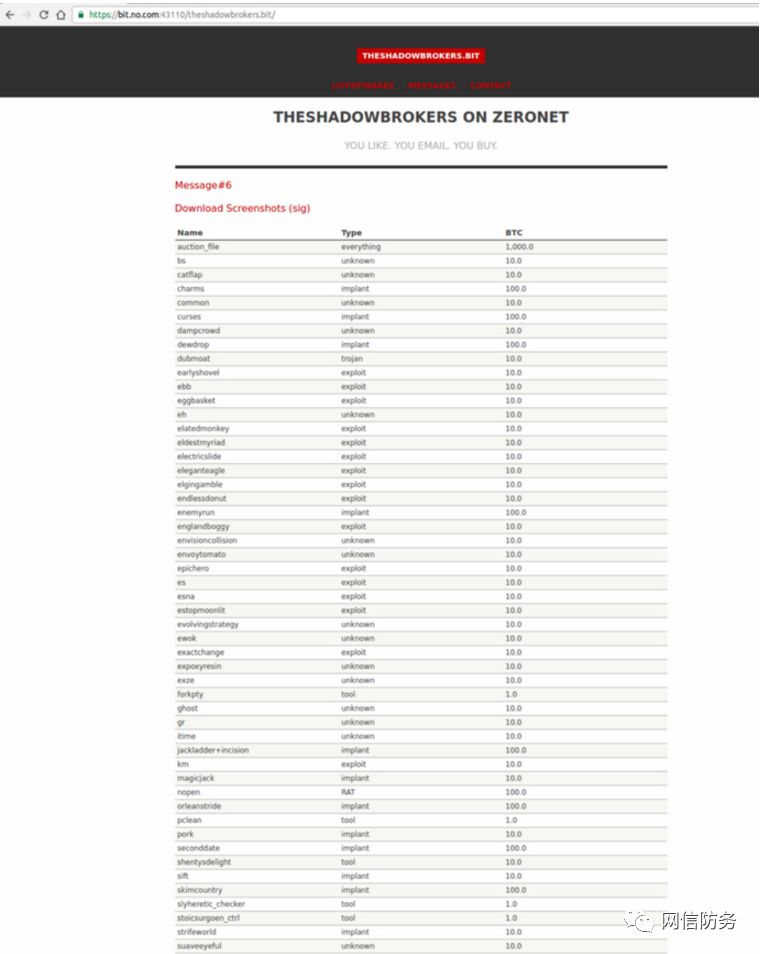 https://bit.no.com:43110/theshadowbrokers.bit/
THESHADOWBROKERS.BIT
LISTOFWAREZ MESSAGES CONTACT
THESHADOWBROKERS ON ZERONET
YOU LIKE. YOU EMAIL. YOU BUY.
Message#6
Download Screenshots (sig)
Name Type BTC
auction_file everything 1,000.0
bs unknown 10.0
catflap unknown 10.0
charms implant 100.0
common unknown 10.0
curses implant 100.0
dampcrowd unknown 10.0
dewdrop implant 100.0
dubmoat trojan 10.0
earlyshovel exploit 10.0
ebb exploit 10.0
eggbasket exploit 10.0
eh unknown 10.0
elatedmonkey exploit 10.0
eldestmyriad exploit 10.0
electricslide exploit 10.0
eleganteagle exploit 10.0
elgingamble exploit 10.0
endlessdonut exploit 10.0
enemyrun implant 100.0
englandboggy exploit 10.0
envisioncollision unknown 10.0
envoytomato unknown 10.0
epichero exploit 10.0
es exploit 10.0
esna exploit 10.0
estopmoonlit exploit 10.0
evolvingstrategy unknown 10.0
ewok unknown 10.0
exactchange exploit 10.0
expoxyresin unknown 10.0
exze unknown 10.0
forkpty tool 1.0
ghost unknown 10.0
gr unknown 10.0
itime unknown 10.0
jackladder+incision implant 100.0
km exploit 10.0
magicjack implant 10.0
nopen RAT 100.0
orleanstride implant 100.0
pclean tool 1.0
pork implant 10.0
seconddate implant 100.0
shentysdelight tool 10.0
sift implant 10.0
skimcountry implant 100.0
slyheretic_checker tool 1.0
stoicsurgoen_ctrl tool 1.0
strifeworld implant 10.0
suaveeyeful unknown 10.0
网信防务